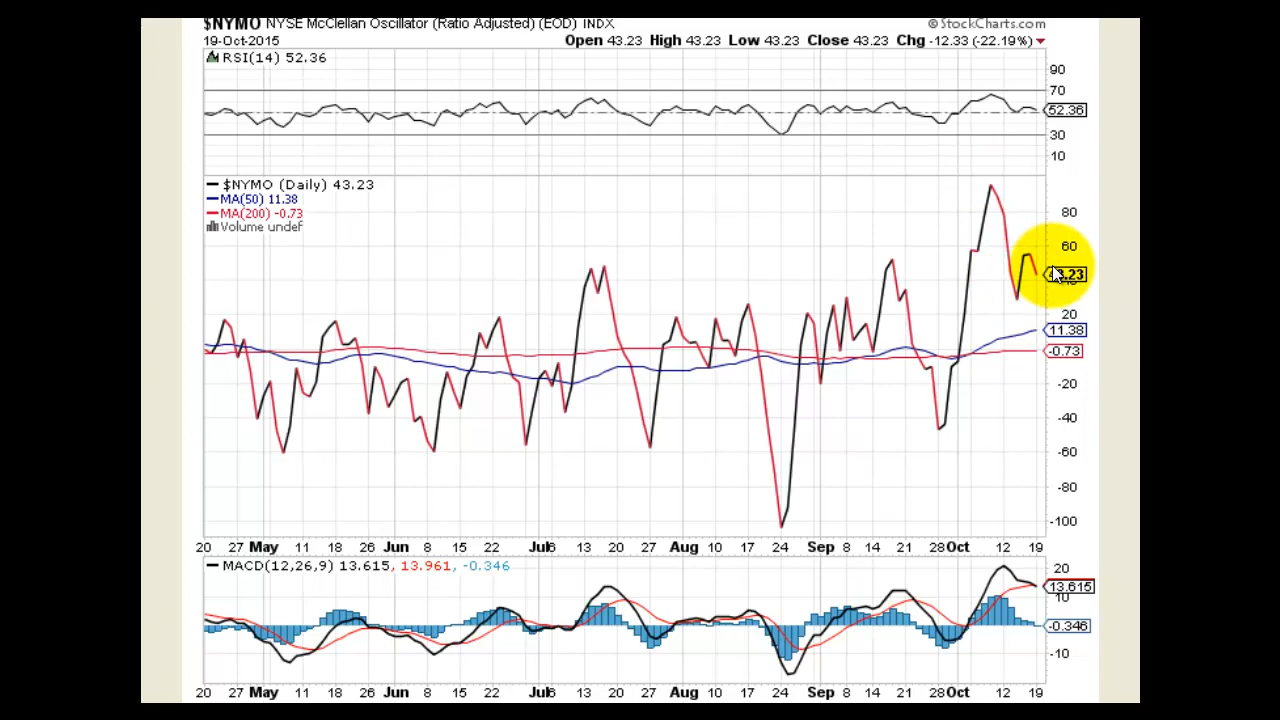 $NYMO NYSE McClellan Oscillator (Ratio Adjusted) (EOD) INDX © StockCharts.com
19-Oct-2015 Open 43.23 High 43.23 Low 43.23 Close 43.23 Chg -12.33 (-22.19%)
RSI(14) 52.36
90
70
52.36
30
10
$NYMO (Daily) 43.23
MA(50) 11.38
MA(200) -0.73
Volume undef
80
60
.23
20
11.38
-0.73
-20
-40
-60
-80
-100
20 27 May 11 18 26 Jun 8 15 22 Jul 6 13 20 27 Aug 10 17 24 Sep 8 14 21 28 Oct 12 19
MACD(12,26,9) 13.615, 13.961, -0.346
20
13.615
10
-0.346
-10
20 27 May 11 18 26 Jun 8 15 22 Jul 6 13 20 27 Aug 10 17 24 Sep 8 14 21 28 Oct 12 19